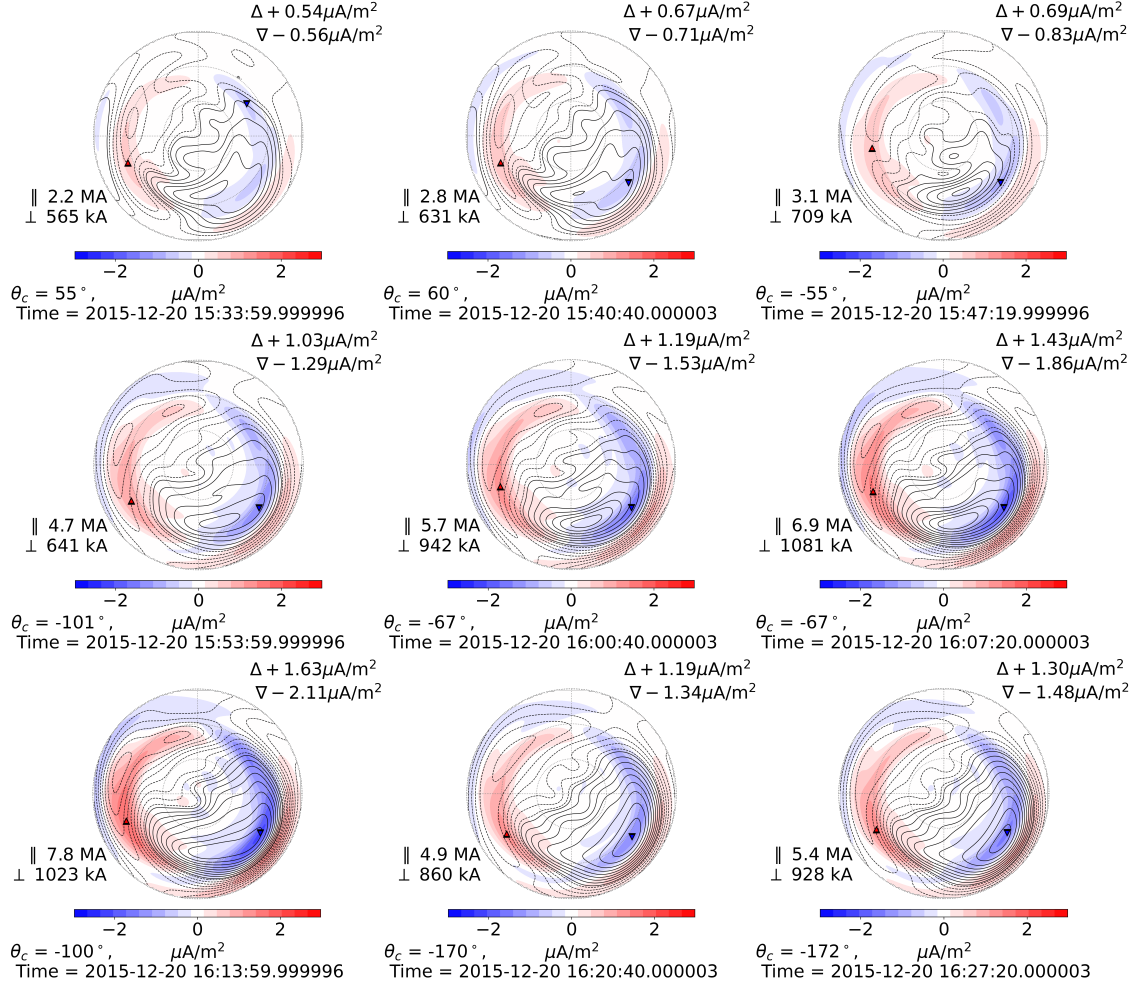 Δ + 0.54μA/m²
∇ − 0.56μA/m²
∥ 2.2 MA
⊥ 565 kA
−2 0 2
θc = 55°, μA/m²
Time = 2015-12-20 15:33:59.999996
Δ + 0.67μA/m²
∇ − 0.71μA/m²
∥ 2.8 MA
⊥ 631 kA
−2 0 2
θc = 60°, μA/m²
Time = 2015-12-20 15:40:40.000003
Δ + 0.69μA/m²
∇ − 0.83μA/m²
∥ 3.1 MA
⊥ 709 kA
−2 0 2
θc = -55°, μA/m²
Time = 2015-12-20 15:47:19.999996
Δ + 1.03μA/m²
∇ − 1.29μA/m²
∥ 4.7 MA
⊥ 641 kA
−2 0 2
θc = -101°, μA/m²
Time = 2015-12-20 15:53:59.999996
Δ + 1.19μA/m²
∇ − 1.53μA/m²
∥ 5.7 MA
⊥ 942 kA
−2 0 2
θc = -67°, μA/m²
Time = 2015-12-20 16:00:40.000003
Δ + 1.43μA/m²
∇ − 1.86μA/m²
∥ 6.9 MA
⊥ 1081 kA
−2 0 2
θc = -67°, μA/m²
Time = 2015-12-20 16:07:20.000003
Δ + 1.63μA/m²
∇ − 2.11μA/m²
∥ 7.8 MA
⊥ 1023 kA
−2 0 2
θc = -100°, μA/m²
Time = 2015-12-20 16:13:59.999996
Δ + 1.19μA/m²
∇ − 1.34μA/m²
∥ 4.9 MA
⊥ 860 kA
−2 0 2
θc = -170°, μA/m²
Time = 2015-12-20 16:20:40.000003
Δ + 1.30μA/m²
∇ − 1.48μA/m²
∥ 5.4 MA
⊥ 928 kA
−2 0 2
θc = -172°, μA/m²
Time = 2015-12-20 16:27:20.000003